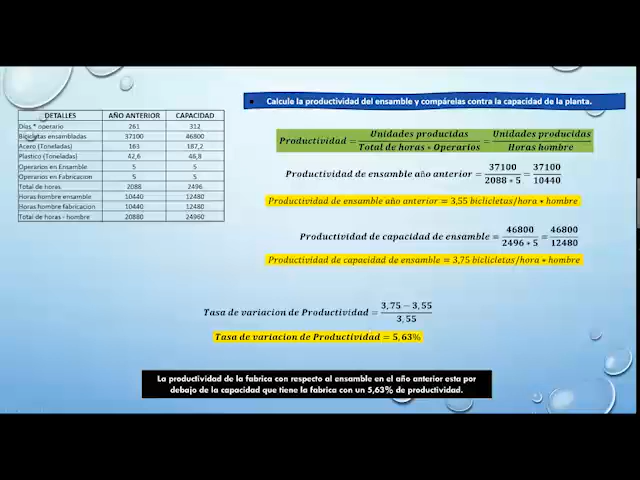 • Calcule la productividad del ensamble y compárelas contra la capacidad de la planta.
DETALLES AÑO ANTERIOR CAPACIDAD
Días * operario 261 312
Bicicletas ensambladas 37100 46800
Acero (Toneladas) 163 187,2
Plastico (Toneladas) 42,6 46,8
Operarios en Ensamble 5 5
Operarios en Fabricacion 5 5
Total de horas 2088 2496
Horas hombre ensamble 10440 12480
Horas hombre fabricacion 10440 12480
Total de horas - hombre 20880 24960
Productividad = Unidades producidas / Total de horas * Operarios = Unidades producidas / Horas hombre
Productividad de ensamble año anterior = 37100 / 2088 * 5 = 37100 / 10440
Productividad de ensamble año anterior = 3,55 biclicletas/hora * hombre
Productividad de capacidad de ensamble = 46800 / 2496 * 5 = 46800 / 12480
Productividad de capacidad de ensamble = 3,75 biclicletas/hora * hombre
Tasa de variacion de Productividad = 3,75 − 3,55 / 3,55
Tasa de variacion de Productividad = 5,63%
La productividad de la fabrica con respecto al ensamble en el año anterior esta por
debajo de la capacidad que tiene la fabrica con un 5,63% de productividad.